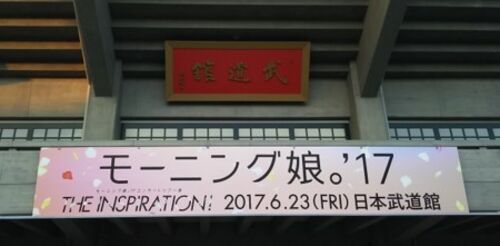 館道武
モーニング娘。'17
THE INSPIRATION!
2017.6.23(FRI)日本武道館